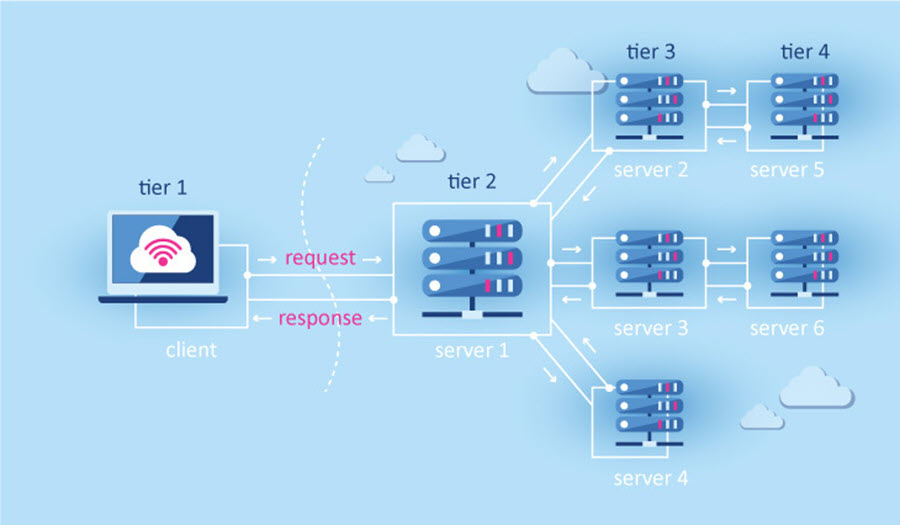 tier 1
client
request
response
tier 2
server 1
tier 3
server 2
tier 4
server 5
server 3
server 6
server 4